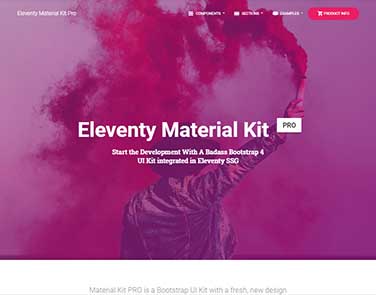 Eleventy Material Kit Pro
COMPONENTS
SECTIONS
EXAMPLES
PRODUCT INFO
Eleventy Material Kit PRO
Start the Development With A Badass Bootstrap 4
UI Kit integrated in Eleventy SSG
Material Kit PRO is a Bootstrap UI Kit with a fresh, new design